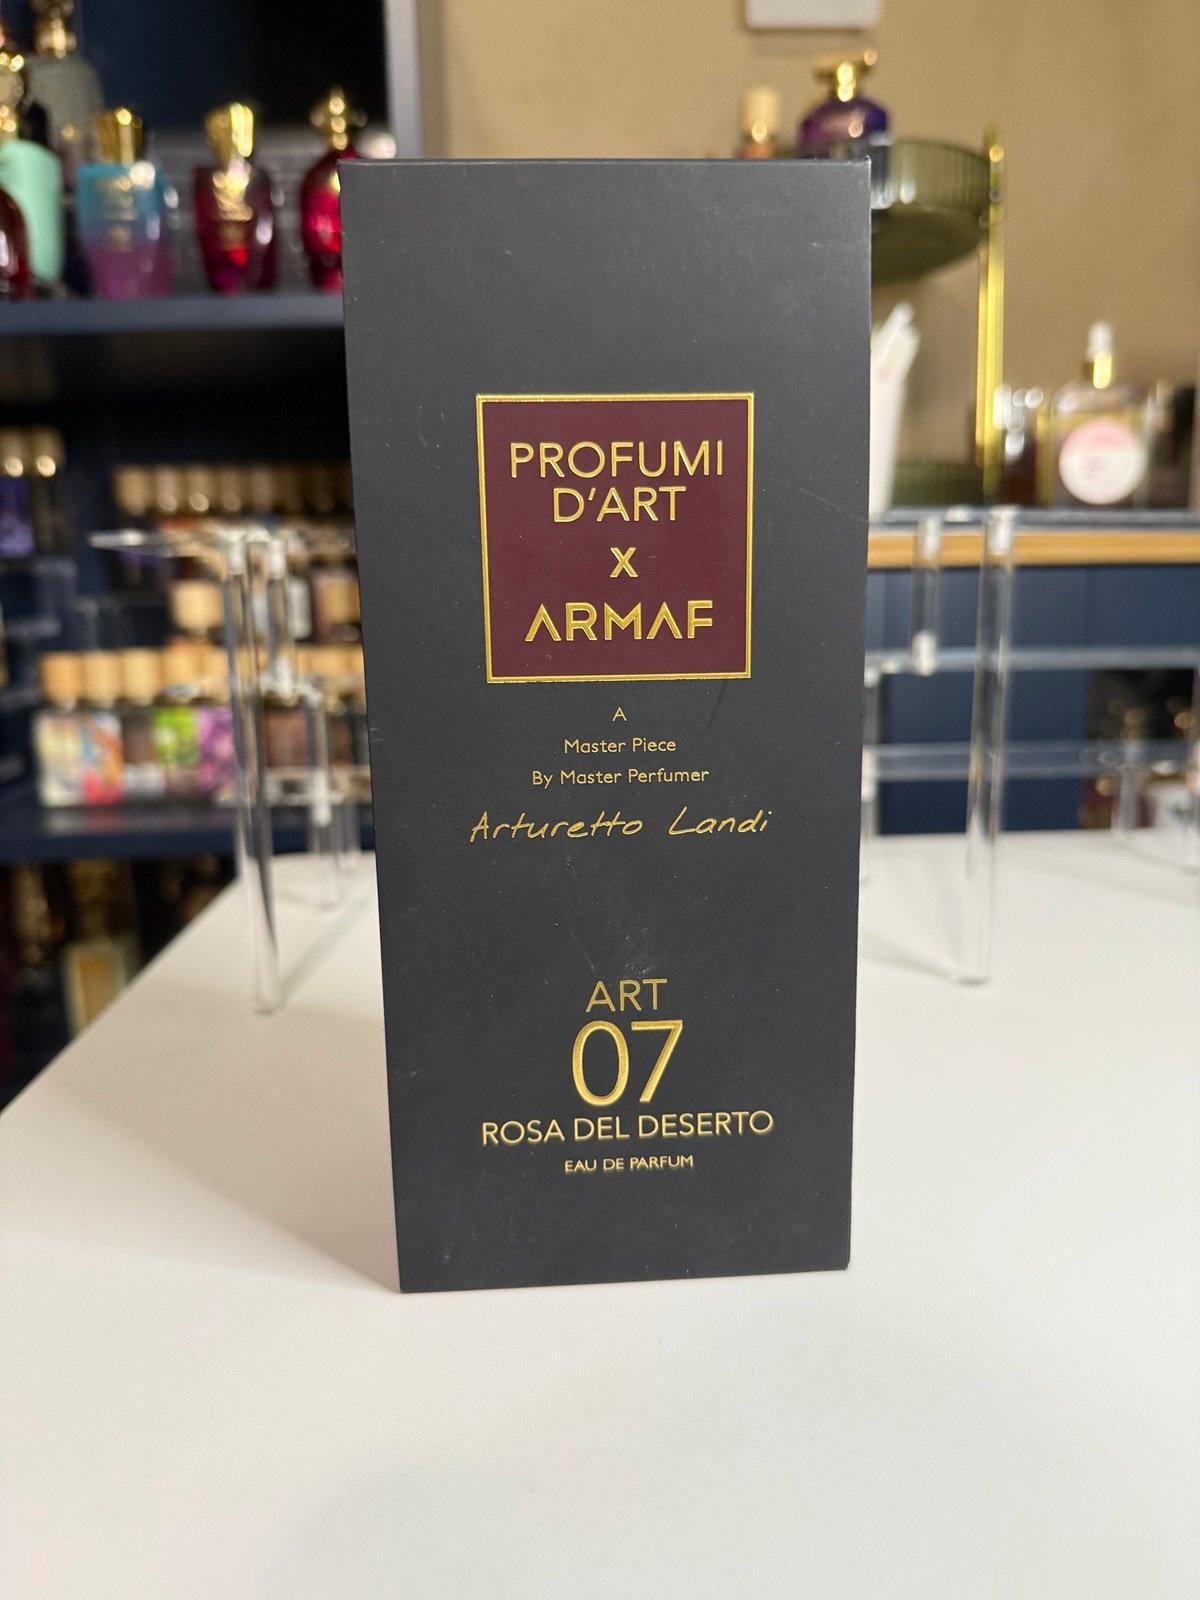 PROFUMI
D'ART
X
ARMAF
A
Master Piece
By Master Perfumer
Arturetto Landi
ART
07
ROSA DEL DESERTO
EAU DE PARFUM